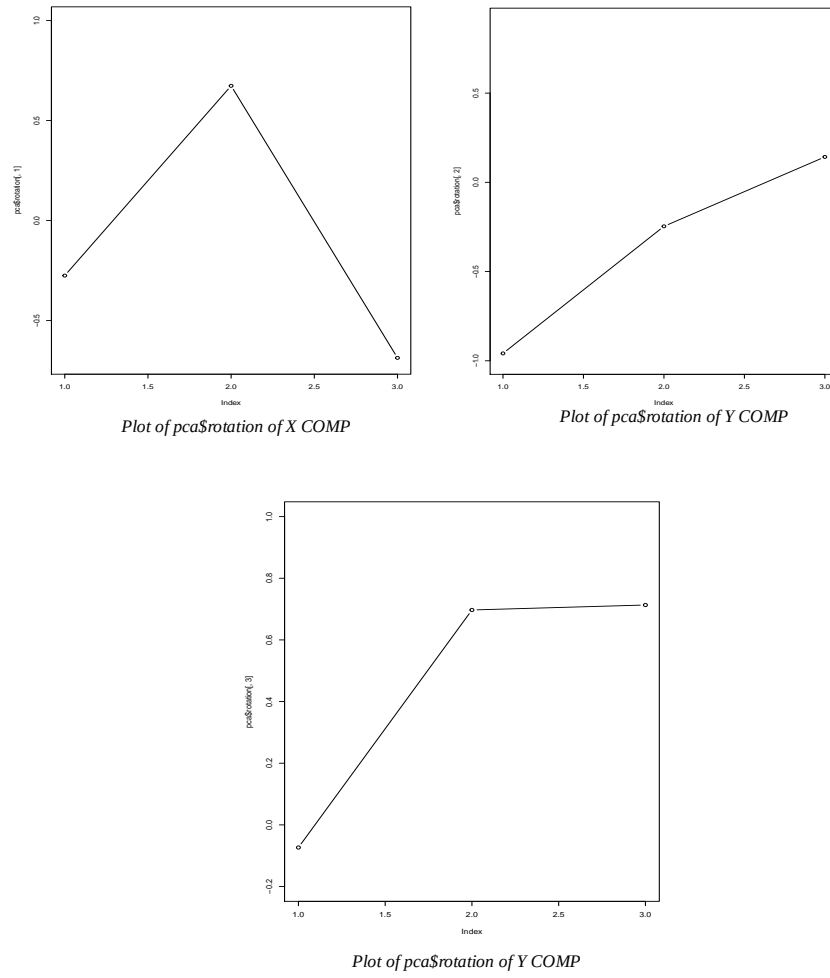 1.0
0.5
0.0
−0.5
pca$rotation[, 1]
1.0 1.5 2.0 2.5 3.0
Index
Plot of pca$rotation of X COMP
0.5
0.0
−0.5
−1.0
pca$rotation[, 2]
1.0 1.5 2.0 2.5 3.0
Index
Plot of pca$rotation of Y COMP
1.0
0.8
0.6
0.4
0.2
0.0
−0.2
pca$rotation[, 3]
1.0 1.5 2.0 2.5 3.0
Index
Plot of pca$rotation of Y COMP